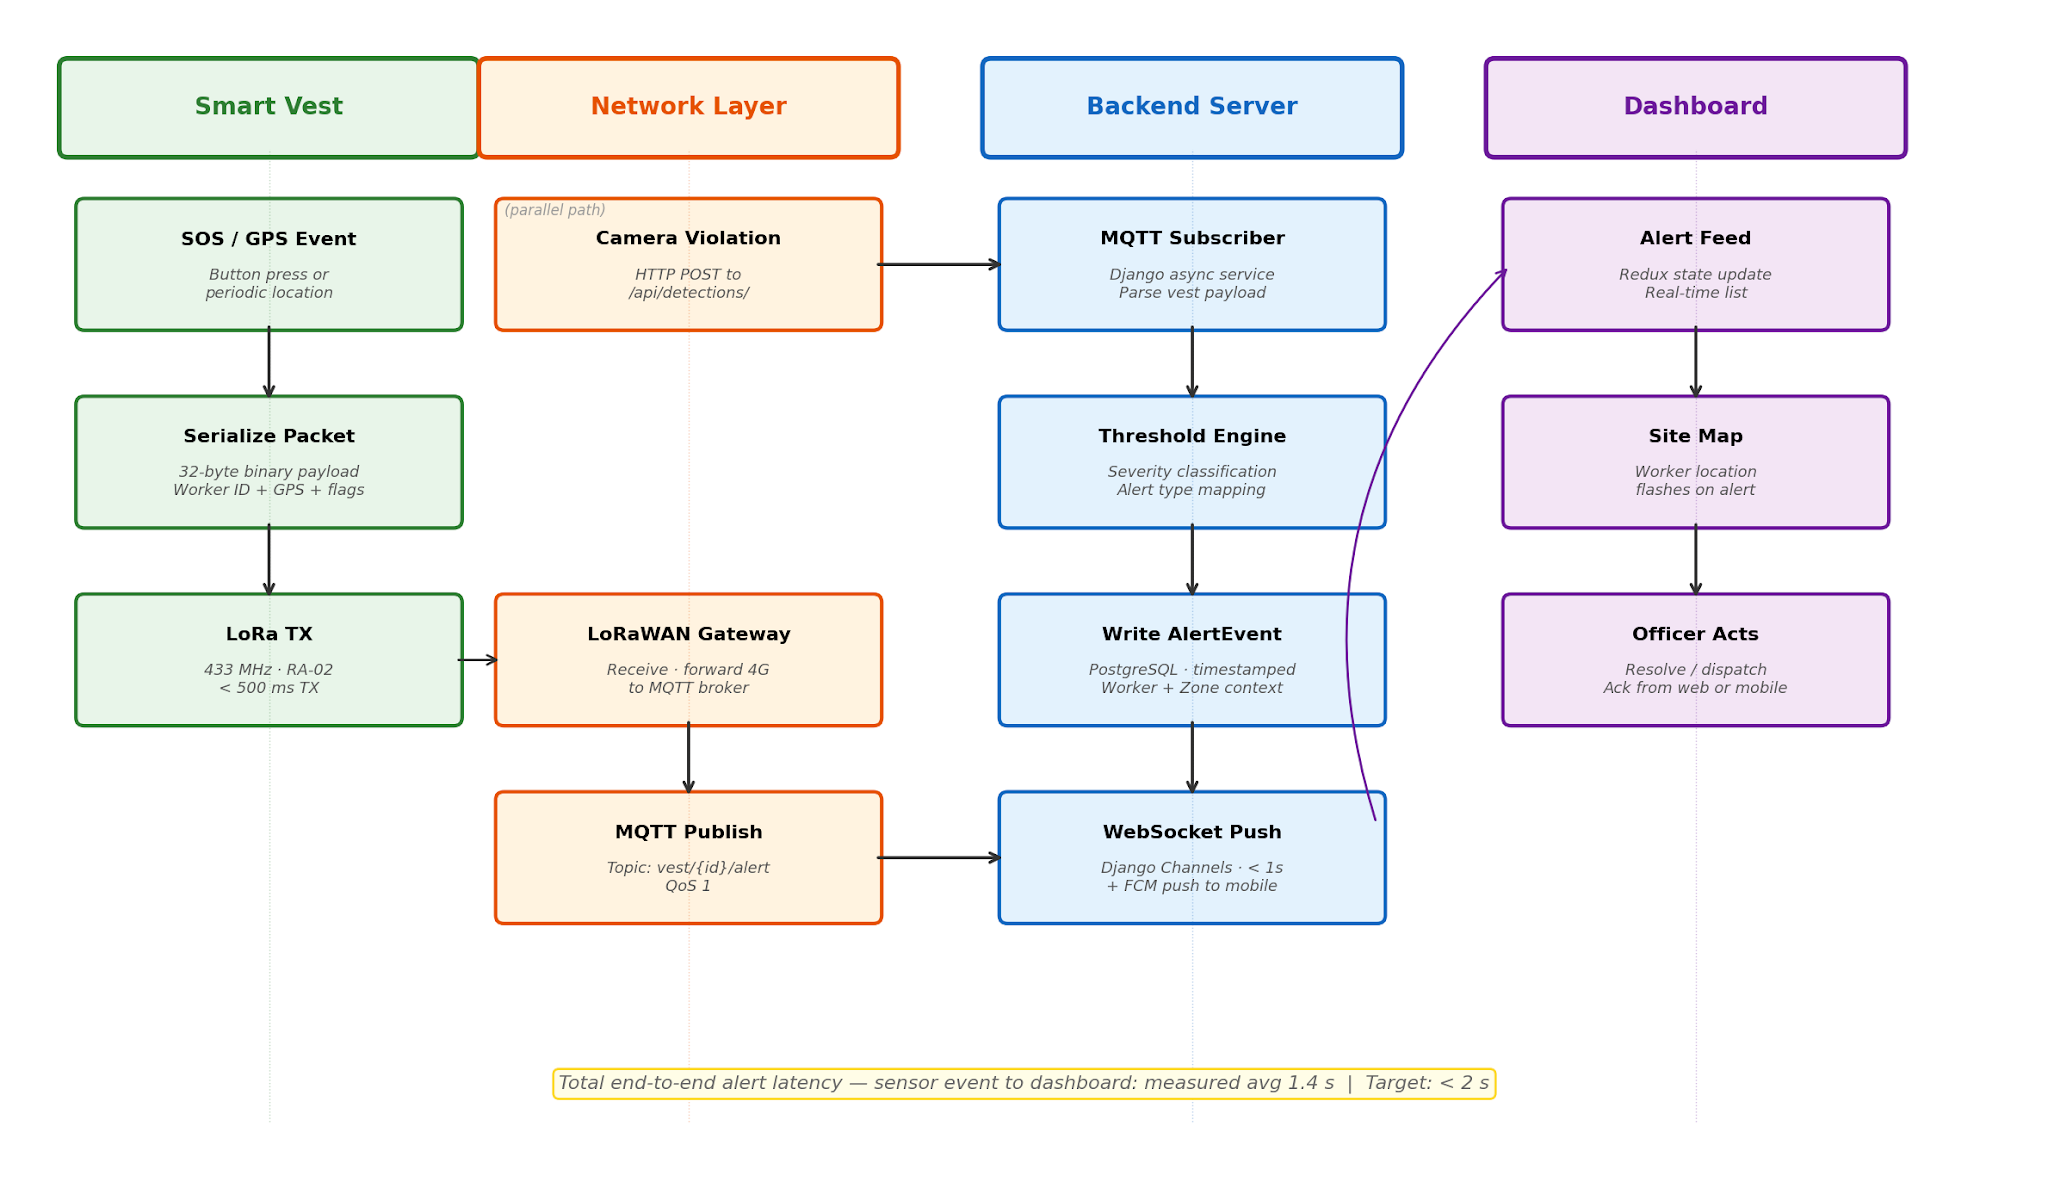 Smart Vest
Network Layer
Backend Server
Dashboard
SOS / GPS Event
Button press or
periodic location
(parallel path)
Camera Violation
HTTP POST to
/api/detections/
MQTT Subscriber
Django async service
Parse vest payload
Alert Feed
Redux state update
Real-time list
Serialize Packet
32-byte binary payload
Worker ID + GPS + flags
Threshold Engine
Severity classification
Alert type mapping
Site Map
Worker location
flashes on alert
LoRa TX
433 MHz · RA-02
< 500 ms TX
LoRaWAN Gateway
Receive · forward 4G
to MQTT broker
Write AlertEvent
PostgreSQL · timestamped
Worker + Zone context
Officer Acts
Resolve / dispatch
Ack from web or mobile
MQTT Publish
Topic: vest/{id}/alert
QoS 1
WebSocket Push
Django Channels · < 1s
+ FCM push to mobile
Total end-to-end alert latency — sensor event to dashboard: measured avg 1.4 s | Target: < 2 s